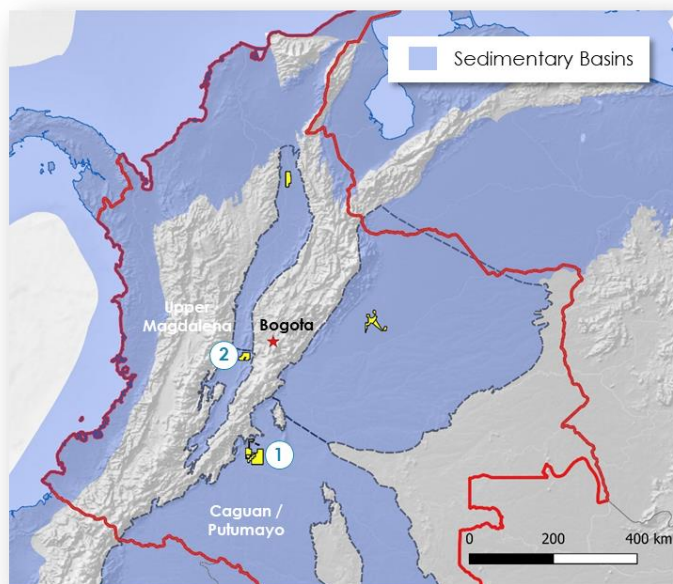 Sedimentary Basins
Upper
Magdalena
Bogota
2
1
Caguan /
Putumayo
0 200 400 km